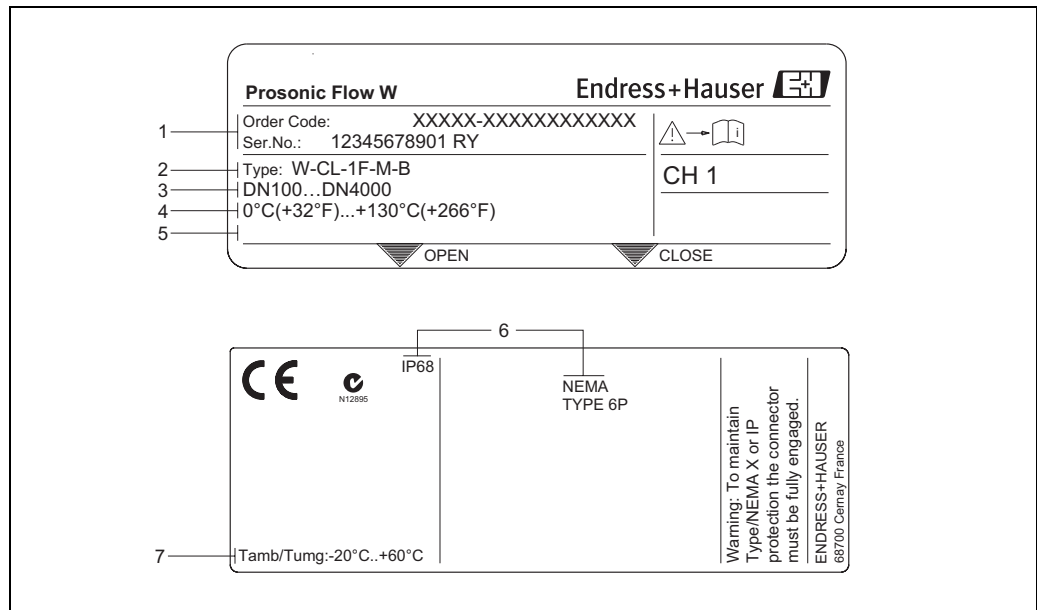 Prosonic Flow W
Endress+Hauser
1
Order Code: XXXXX-XXXXXXXXXXXX
Ser.No.: 12345678901 RY
i
2
Type: W-CL-1F-M-B
CH 1
3
DN100...DN4000
4
0°C(+32°F)...+130°C(+266°F)
5
OPEN
CLOSE
6
CE
N12895
IP68
NEMA
TYPE 6P
Warning: To maintain
Type/NEMA X or IP
protection the connector
must be fully engaged.
ENDRESS+HAUSER
68700 Cernay France
7
Tamb/Tumg:-20°C..+60°C